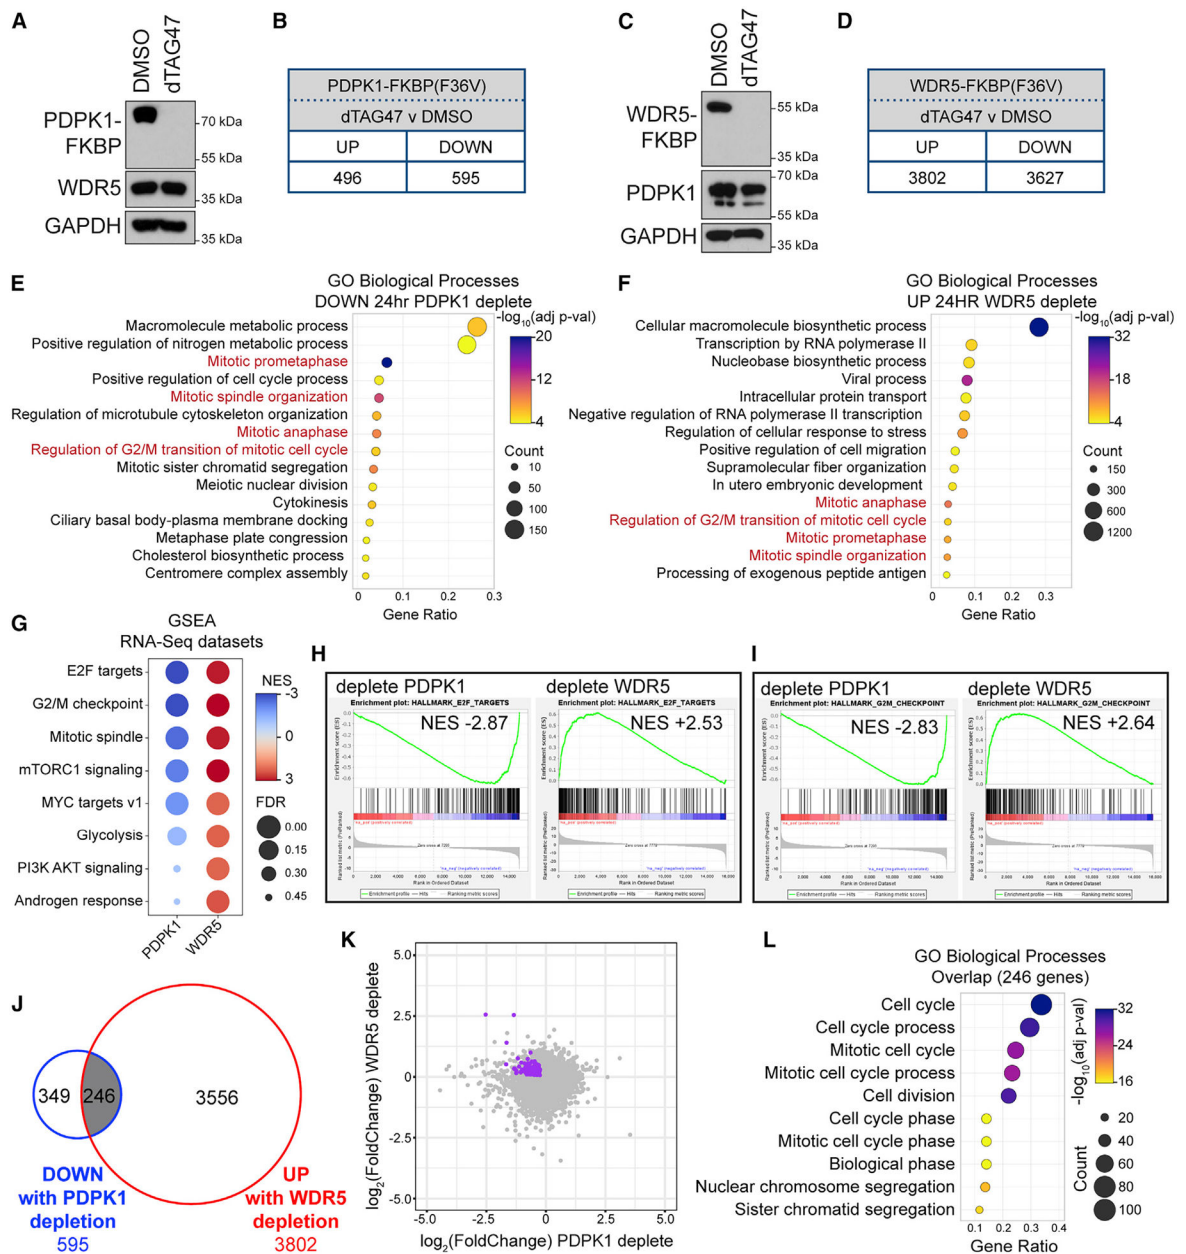 A
DMSO
dTAG47
PDPK1-
FKBP
70 kDa
55 kDa
WDR5
35 kDa
GAPDH
35 kDa
B
PDPK1-FKBP(F36V)
dTAG47 v DMSO
UP DOWN
496 595
C
DMSO
dTAG47
WDR5-
FKBP
55 kDa
35 kDa
70 kDa
PDPK1
55 kDa
GAPDH
35 kDa
D
WDR5-FKBP(F36V)
dTAG47 v DMSO
UP DOWN
3802 3627
E
GO Biological Processes
DOWN 24hr PDPK1 deplete
Macromolecule metabolic process
Positive regulation of nitrogen metabolic process
Mitotic prometaphase
Positive regulation of cell cycle process
Mitotic spindle organization
Regulation of microtubule cytoskeleton organization
Mitotic anaphase
Regulation of G2/M transition of mitotic cell cycle
Mitotic sister chromatid segregation
Meiotic nuclear division
Cytokinesis
Ciliary basal body-plasma membrane docking
Metaphase plate congression
Cholesterol biosynthetic process
Centromere complex assembly
0 0.1 0.2 0.3
Gene Ratio
-log10(adj p-val)
20
12
4
Count
10
50
100
150
F
GO Biological Processes
UP 24HR WDR5 deplete
Cellular macromolecule biosynthetic process
Transcription by RNA polymerase II
Nucleobase biosynthetic process
Viral process
Intracellular protein transport
Negative regulation of RNA polymerase II transcription
Regulation of cellular response to stress
Positive regulation of cell migration
Supramolecular fiber organization
In utero embryonic development
Mitotic anaphase
Regulation of G2/M transition of mitotic cell cycle
Mitotic prometaphase
Mitotic spindle organization
Processing of exogenous peptide antigen
0 0.1 0.2 0.3
Gene Ratio
-log10(adj p-val)
32
18
4
Count
150
300
600
1200
G
GSEA
RNA-Seq datasets
E2F targets
G2/M checkpoint
Mitotic spindle
mTORC1 signaling
MYC targets v1
Glycolysis
PI3K AKT signaling
Androgen response
PDPK1
WDR5
NES
-3
0
3
FDR
0.00
0.15
0.30
0.45
H
deplete PDPK1
Enrichment plot: HALLMARK_E2F_TARGETS
NES -2.87
deplete WDR5
Enrichment plot: HALLMARK_E2F_TARGETS
NES +2.53
I
deplete PDPK1
Enrichment plot: HALLMARK_G2M_CHECKPOINT
NES -2.83
deplete WDR5
Enrichment plot: HALLMARK_G2M_CHECKPOINT
NES +2.64
J
349 246 3556
DOWN
with PDPK1
depletion
595
UP
with WDR5
depletion
3802
K
log2(FoldChange) WDR5 deplete
5.0
2.5
0
-2.5
-5.0
-5.0 -2.5 0 2.5 5.0
log2(FoldChange) PDPK1 deplete
L
GO Biological Processes
Overlap (246 genes)
Cell cycle
Cell cycle process
Mitotic cell cycle
Mitotic cell cycle process
Cell division
Cell cycle phase
Mitotic cell cycle phase
Biological phase
Nuclear chromosome segregation
Sister chromatid segregation
0.1 0.2 0.3 0.4
Gene Ratio
-log10(adj p-val)
32
24
16
Count
20
40
60
80
100